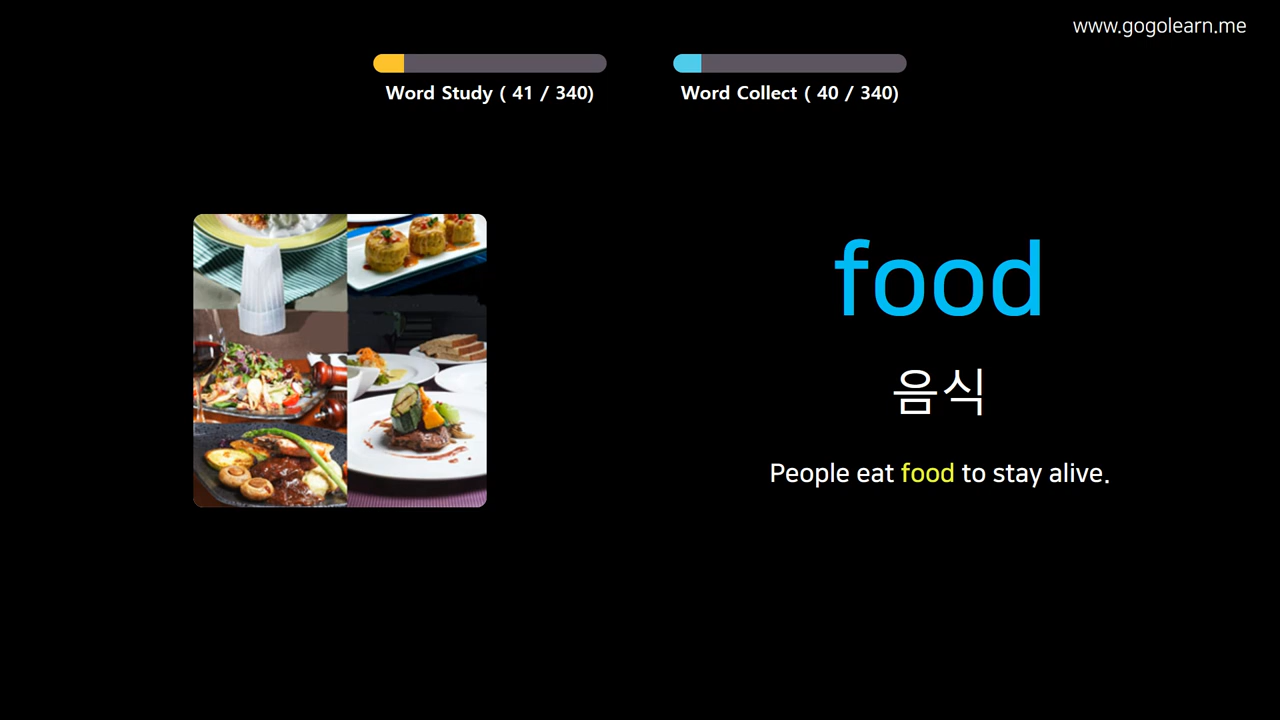 www.gogolearn.me
Word Study ( 41 / 340)
Word Collect ( 40 / 340)
food
음식
People eat food to stay alive.